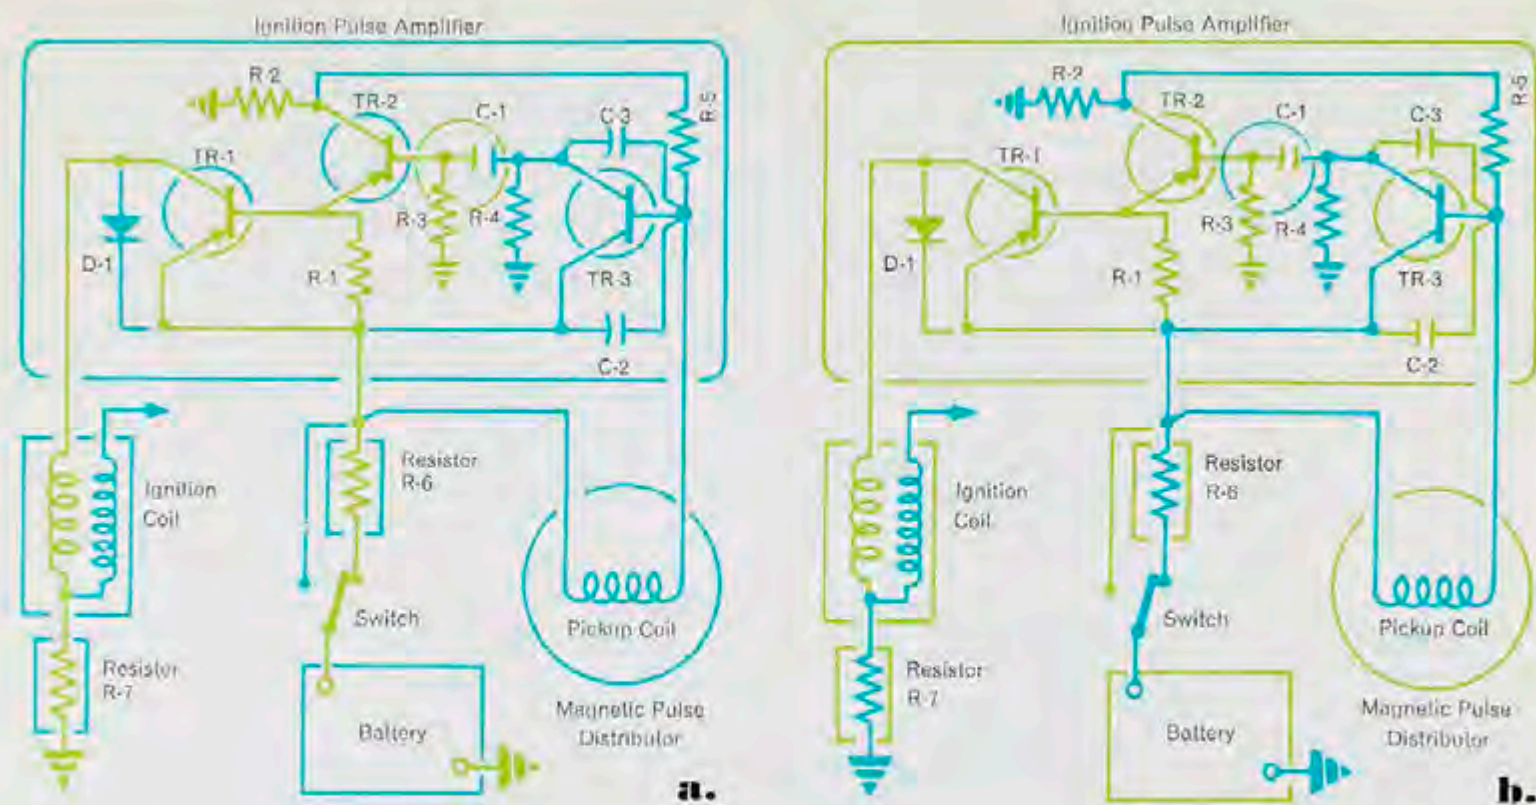 Ignition Pulse Amplifier
R-2
TR-2
C-1
C-3
R-5
TR-1
R-3
R-4
D-1
R-1
TR-3
C-2
Resistor
R-6
Ignition
Coil
Switch
Pickup Coil
Resistor
R-7
Battery
Magnetic Pulse
Distributor
a.
Ignition Pulse Amplifier
R-2
TR-2
C-1
C-3
R-5
TR-1
R-3
R-4
D-1
R-1
TR-3
C-2
Resistor
R-6
Ignition
Coil
Switch
Pickup Coil
Resistor
R-7
Battery
Magnetic Pulse
Distributor
b.